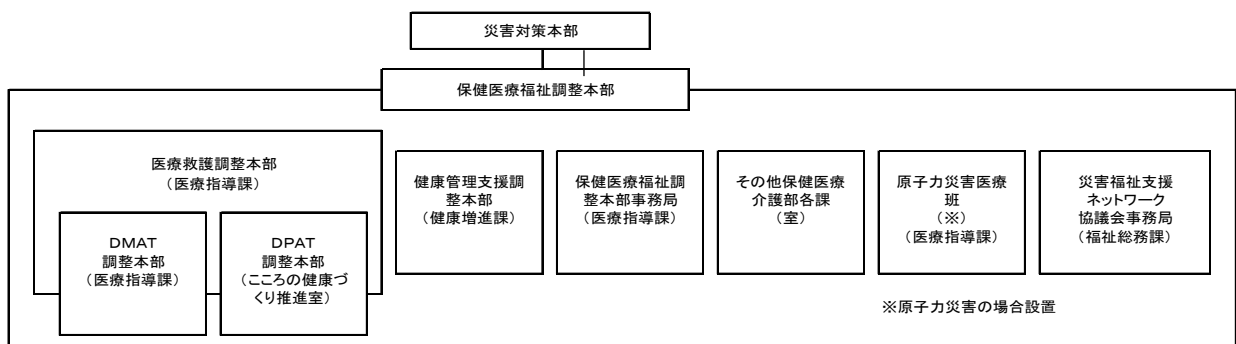 災害対策本部
保健医療福祉調整本部
医療救護調整本部
（医療指導課）
DMAT
調整本部
（医療指導課）
DPAT
調整本部
（こころの健康づ
くり推進室）
健康管理支援調
整本部
（健康増進課）
保健医療福祉調
整本部事務局
（医療指導課）
その他保健医療
介護部各課
（室）
原子力災害医療
班
（※）
（医療指導課）
災害福祉支援
ネットワーク
協議会事務局
（福祉総務課）
※原子力災害の場合設置